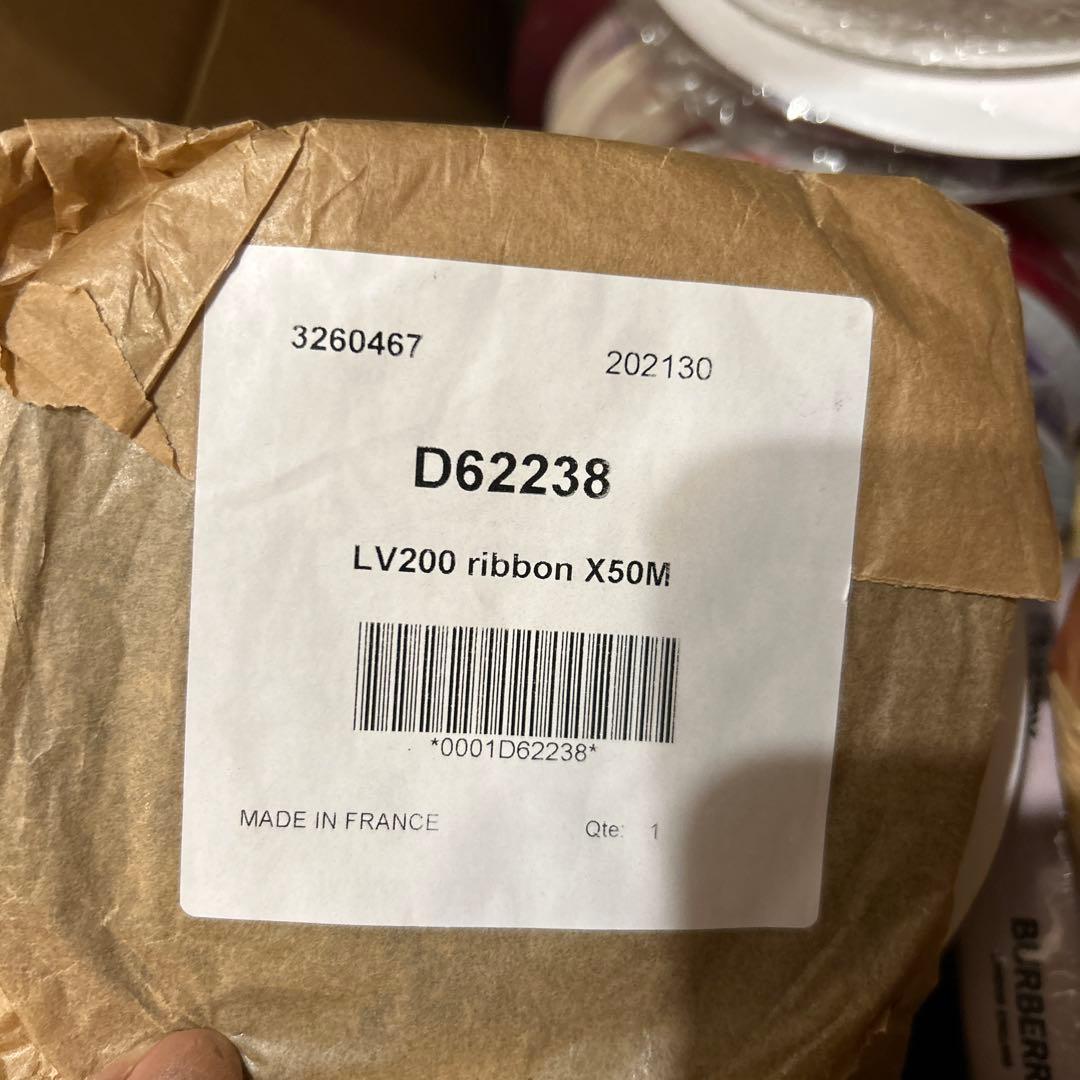 3260467
202130
D62238
LV200 ribbon X50M
*0001D62238*
MADE IN FRANCE
Qte: 1
BURBERR